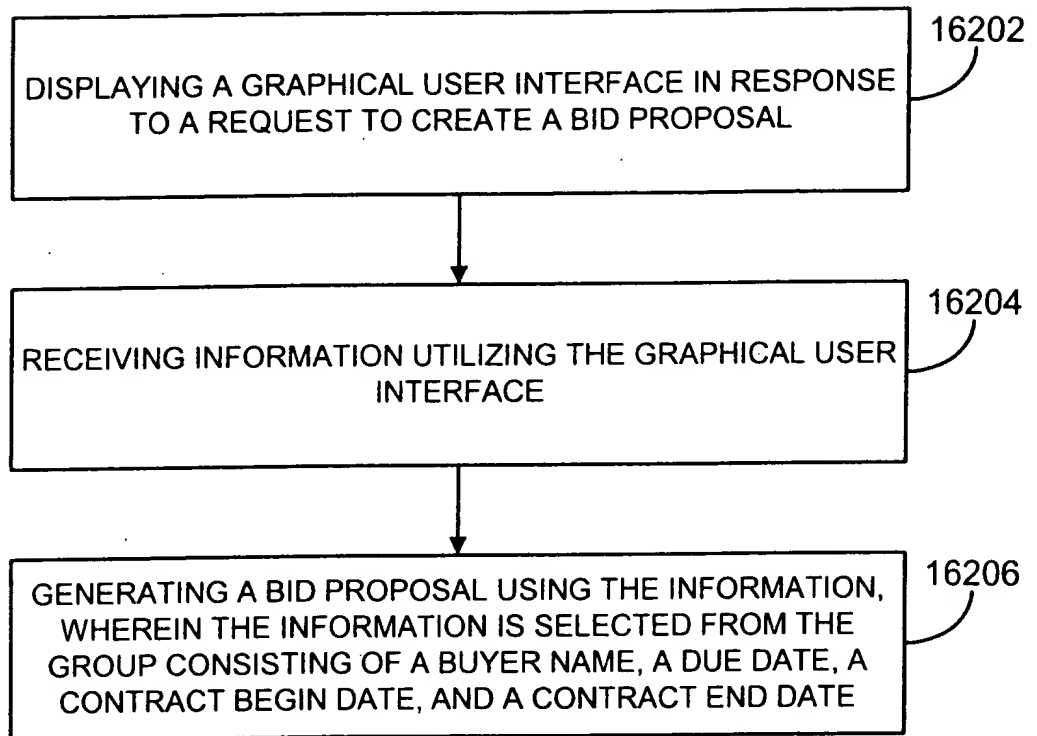 16202
DISPLAYING A GRAPHICAL USER INTERFACE IN RESPONSE
TO A REQUEST TO CREATE A BID PROPOSAL
16204
RECEIVING INFORMATION UTILIZING THE GRAPHICAL USER
INTERFACE
16206
GENERATING A BID PROPOSAL USING THE INFORMATION,
WHEREIN THE INFORMATION IS SELECTED FROM THE
GROUP CONSISTING OF A BUYER NAME, A DUE DATE, A
CONTRACT BEGIN DATE, AND A CONTRACT END DATE